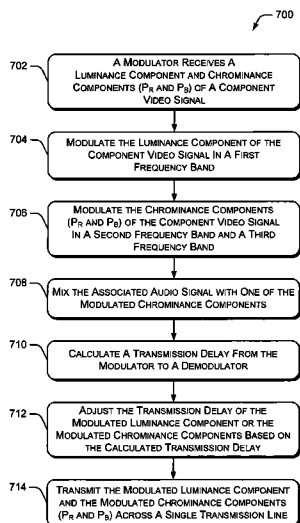 700
702
A MODULATOR RECEIVES A
LUMINANCE COMPONENT AND CHROMINANCE
COMPONENTS (PR AND PB) OF A COMPONENT
VIDEO SIGNAL
704
MODULATE THE LUMINANCE COMPONENT OF THE
COMPONENT VIDEO SIGNAL IN A FIRST
FREQUENCY BAND
706
MODULATE THE CHROMINANCE COMPONENTS
(PR AND PB) OF THE COMPONENT VIDEO SIGNAL
IN A SECOND FREQUENCY BAND AND A THIRD
FREQUENCY BAND
708
MIX THE ASSOCIATED AUDIO SIGNAL WITH ONE OF THE
MODULATED CHROMINANCE COMPONENTS
710
CALCULATE A TRANSMISSION DELAY FROM THE
MODULATOR TO A DEMODULATOR
712
ADJUST THE TRANSMISSION DELAY OF THE
MODULATED LUMINANCE COMPONENT OR THE
MODULATED CHROMINANCE COMPONENTS BASED ON
THE CALCULATED TRANSMISSION DELAY
714
TRANSMIT THE MODULATED LUMINANCE COMPONENT
AND THE MODULATED CHROMINANCE COMPONENTS
(PR AND PB) ACROSS A SINGLE TRANSMISSION LINE